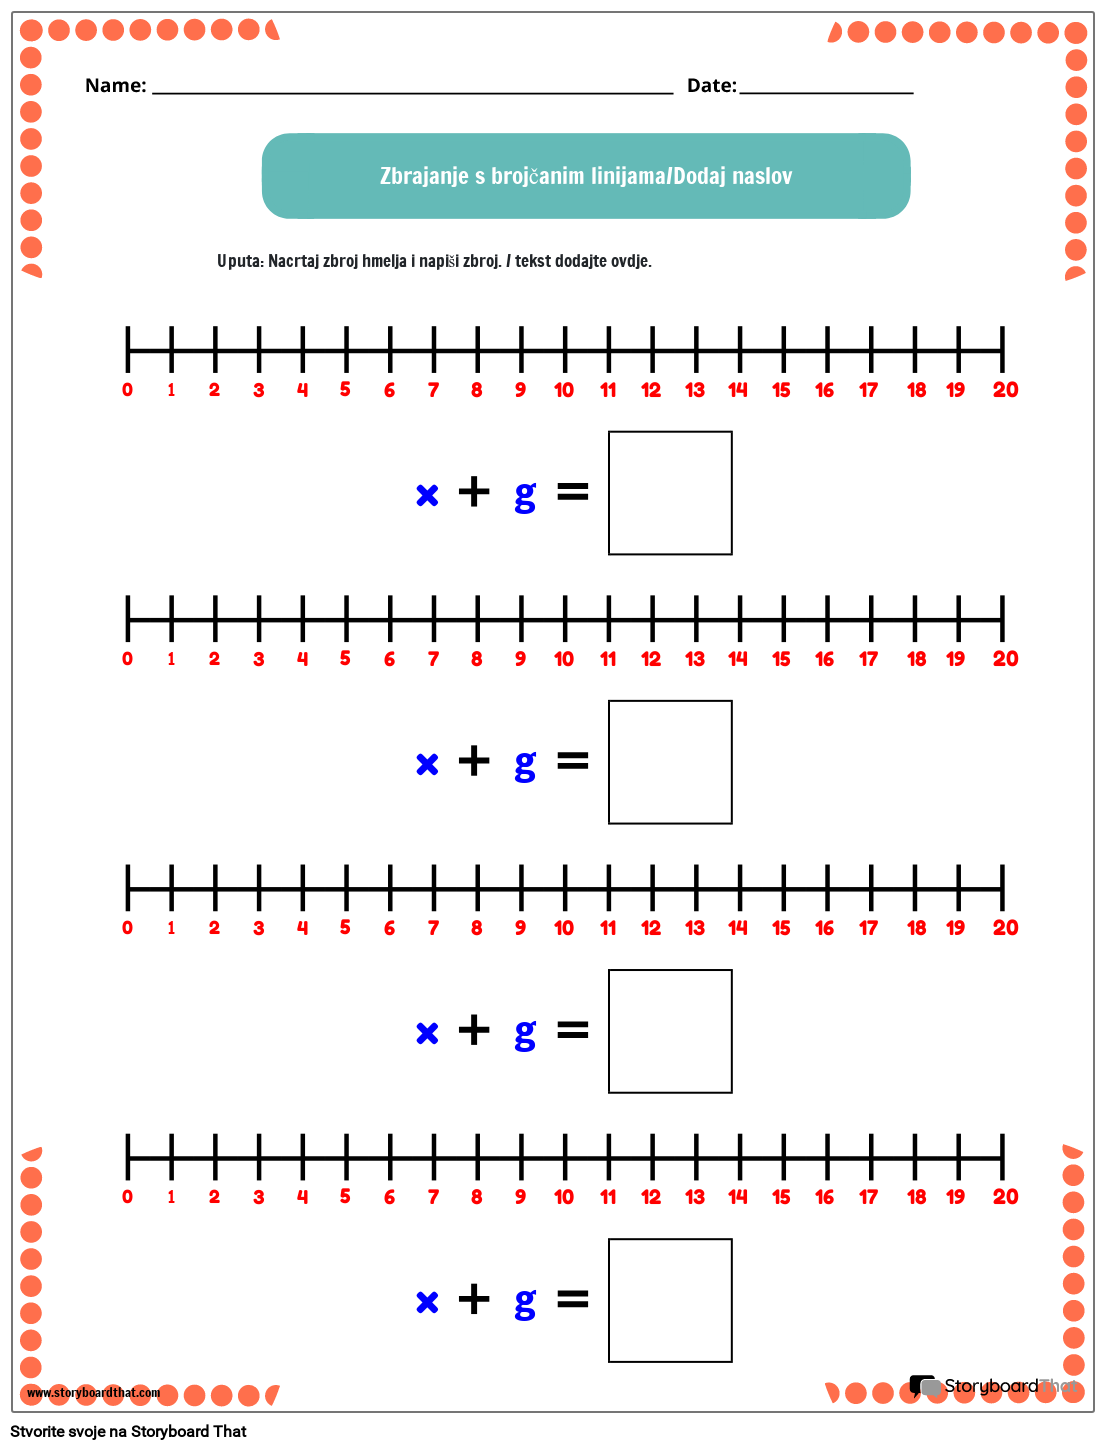 Name: Date:
Zbrajanje s brojčanim linijama/Dodaj naslov
Uputa: Nacrtaj zbroj hmelja i napiši zbroj. / tekst dodajte ovdje.
0 1 2 3 4 5 6 7 8 9 10 11 12 13 14 15 16 17 18 19 20
x + g =
0 1 2 3 4 5 6 7 8 9 10 11 12 13 14 15 16 17 18 19 20
x + g =
0 1 2 3 4 5 6 7 8 9 10 11 12 13 14 15 16 17 18 19 20
x + g =
0 1 2 3 4 5 6 7 8 9 10 11 12 13 14 15 16 17 18 19 20
x + g =
www.storyboardthat.com StoryboardThat
Stvorite svoje na Storyboard That